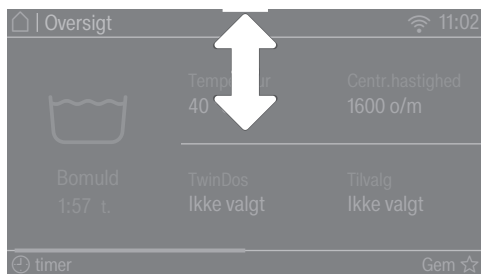 | Oversigt 11:02
Centr.hastighed
40 1600 o/m
Bomuld TwinDos Tilvalg
1:57 t. Ikke valgt Ikke valgt
timer Gem